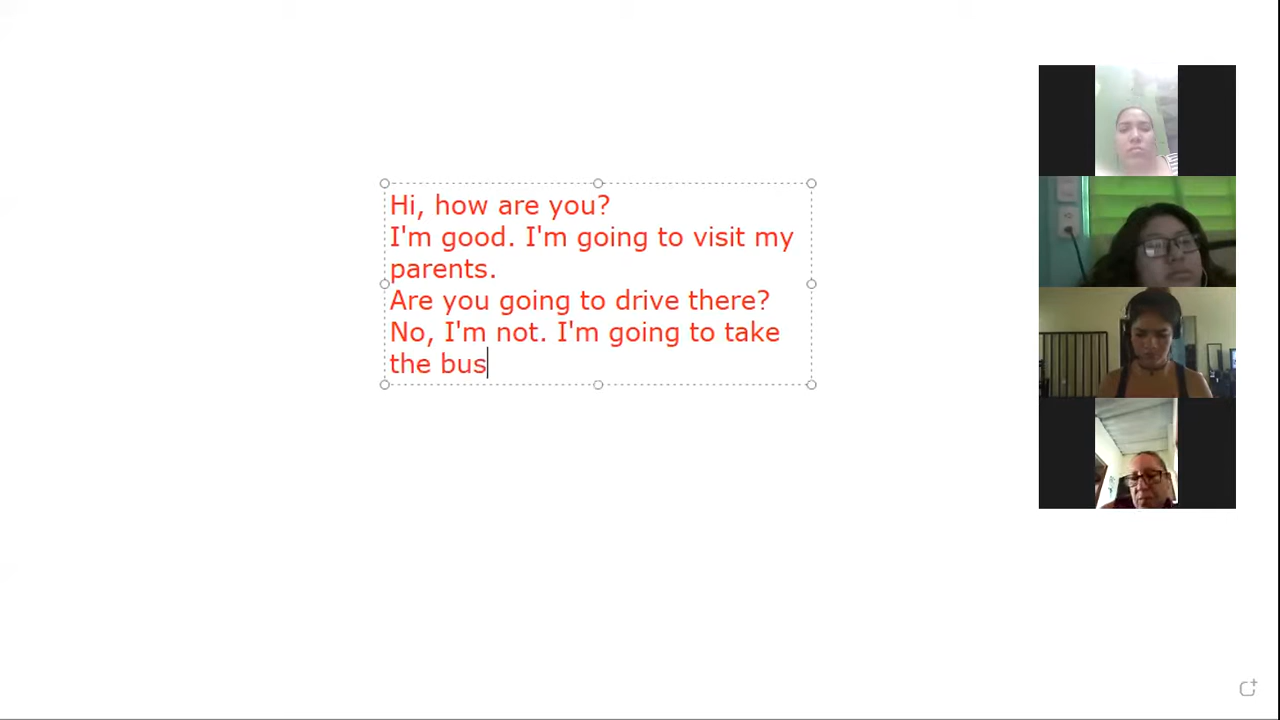 Hi, how are you?
I'm good. I'm going to visit my
parents.
Are you going to drive there?
No, I'm not. I'm going to take
the bus